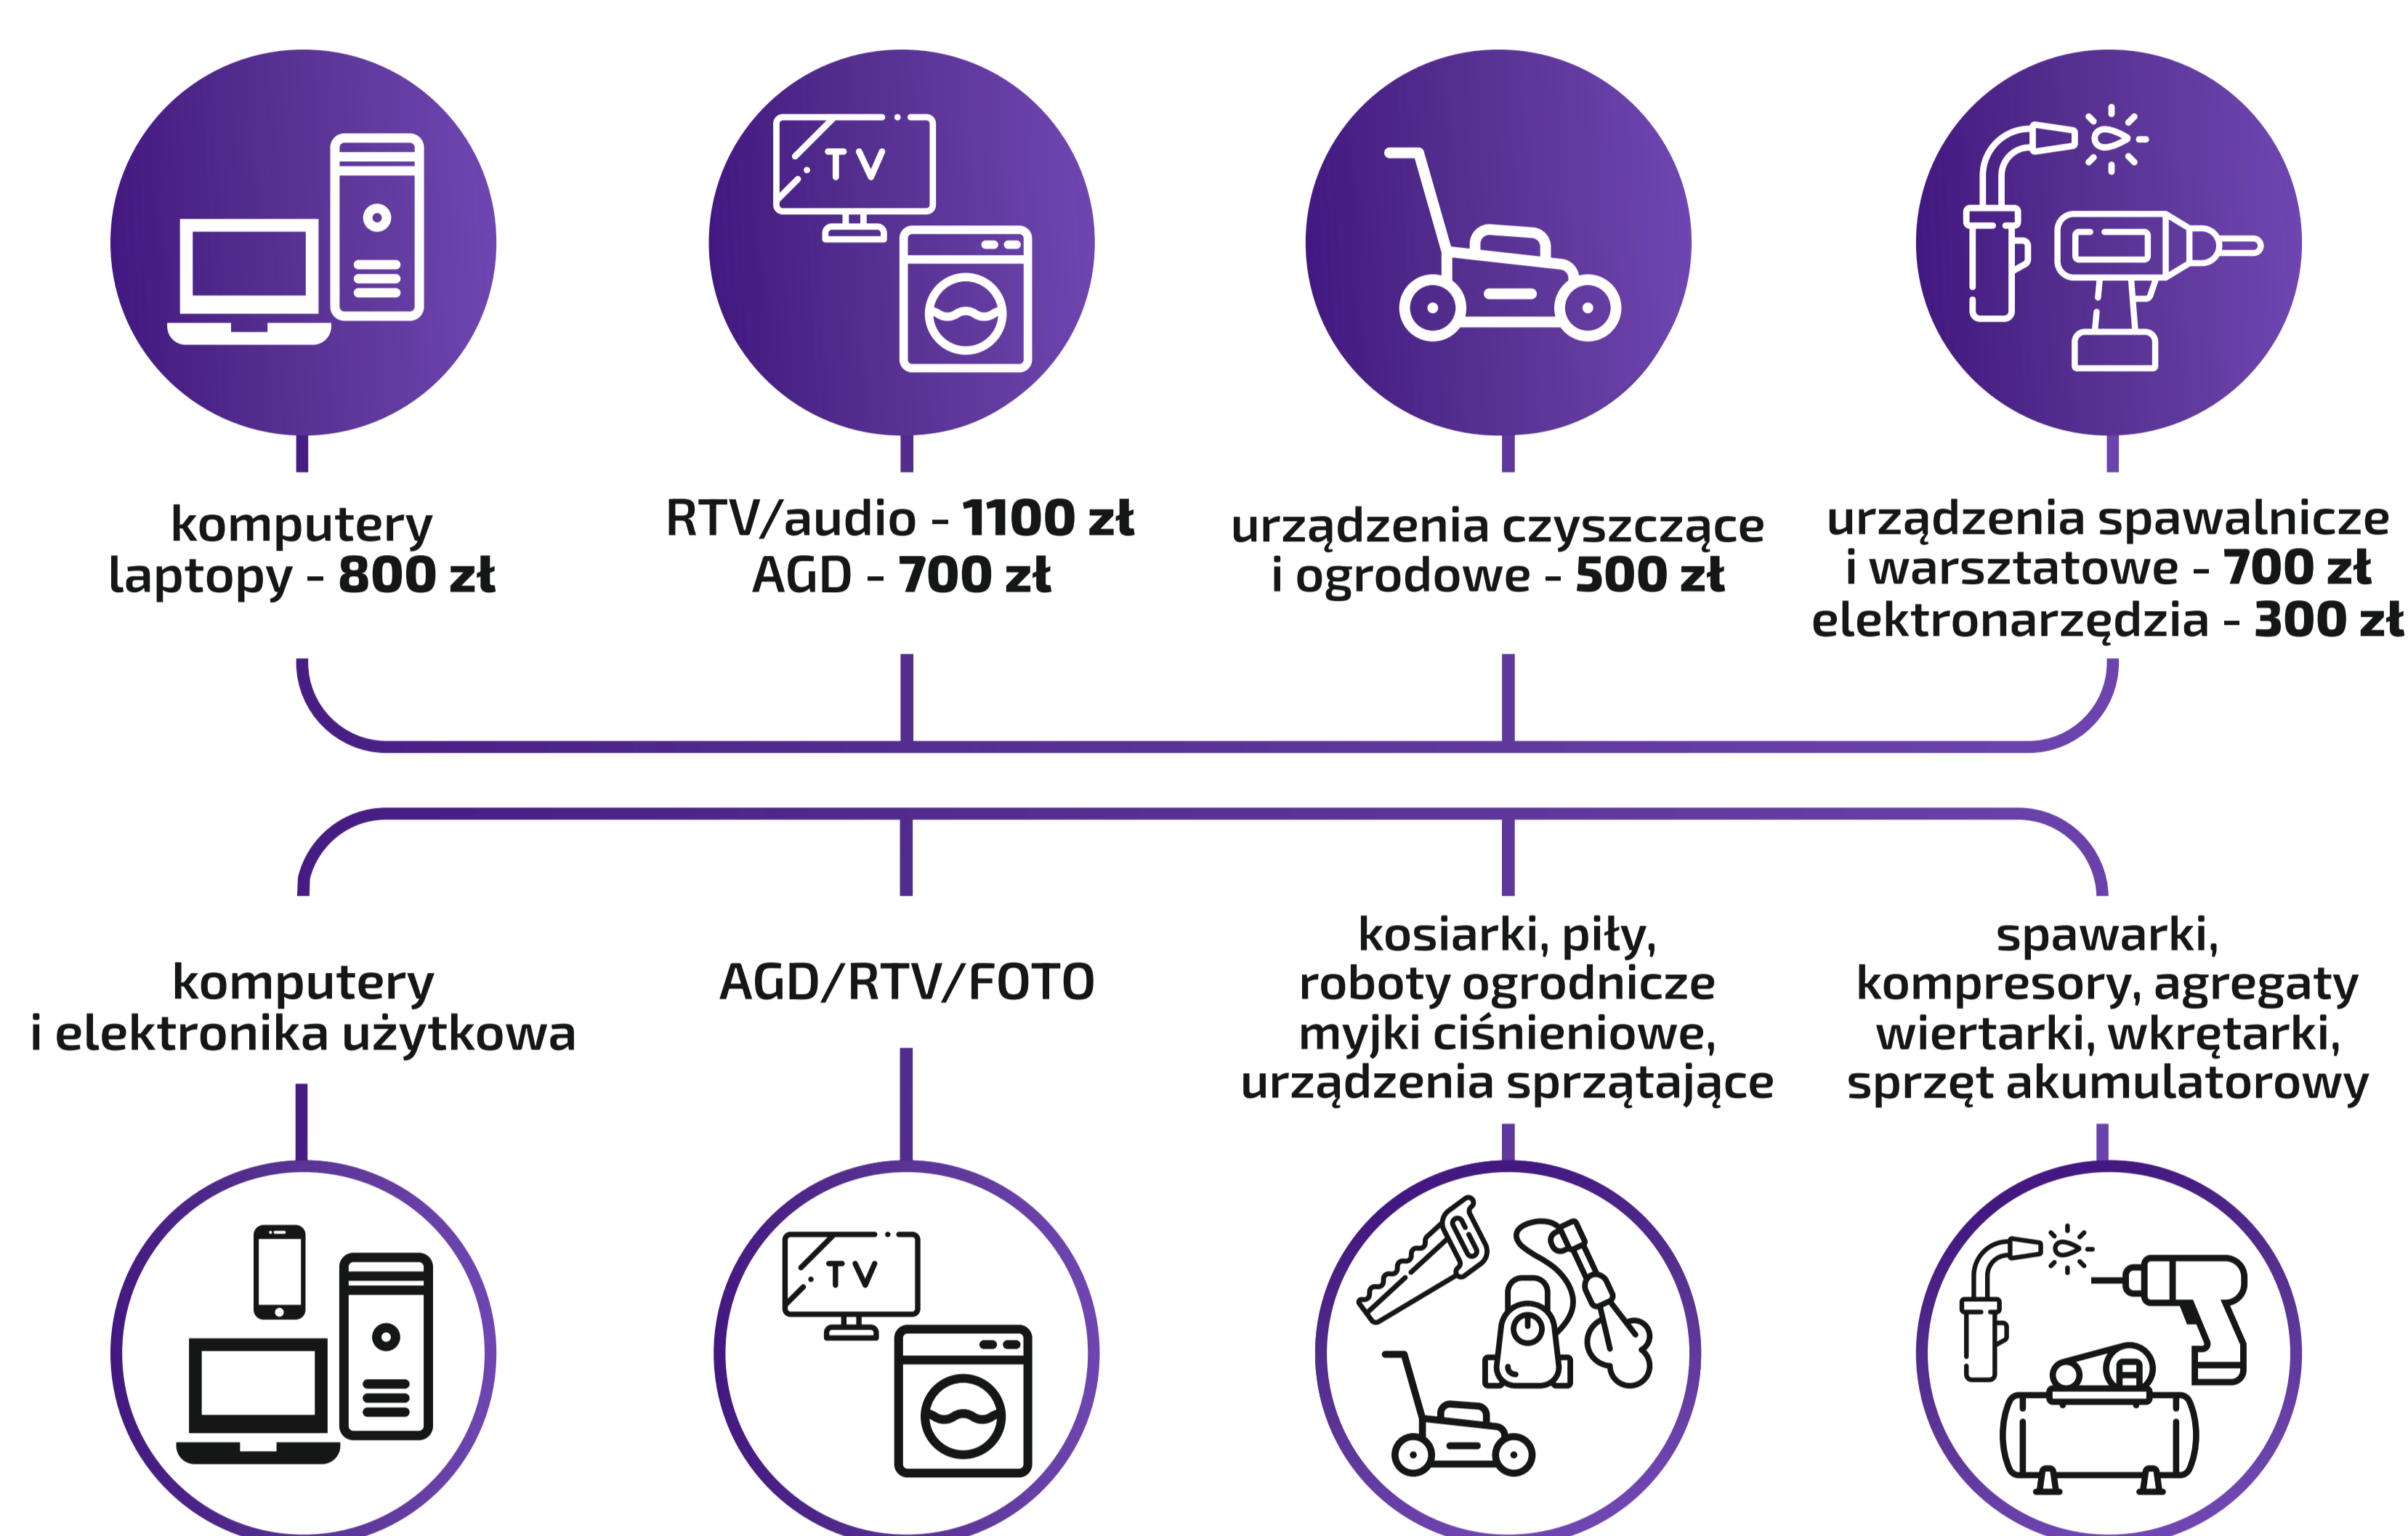 TV
komputery
laptopy - 800 zł
RTV/audio - 1100 zł
AGD - 700 zł
urządzenia czyszczące
i ogrodowe - 500 zł
urządzenia spawalnicze
i warsztatowe - 700 zł
elektronarzędzia - 300 zł
komputery
i elektronika użytkowa
AGD/RTV/FOTO
kosiarki, piły,
roboty ogrodnicze
myjki ciśnieniowe,
urządzenia sprzatające
spawarki,
kompresory, agregaty
wiertarki, wkrętarki,
sprzęt akumulatorowy
TV